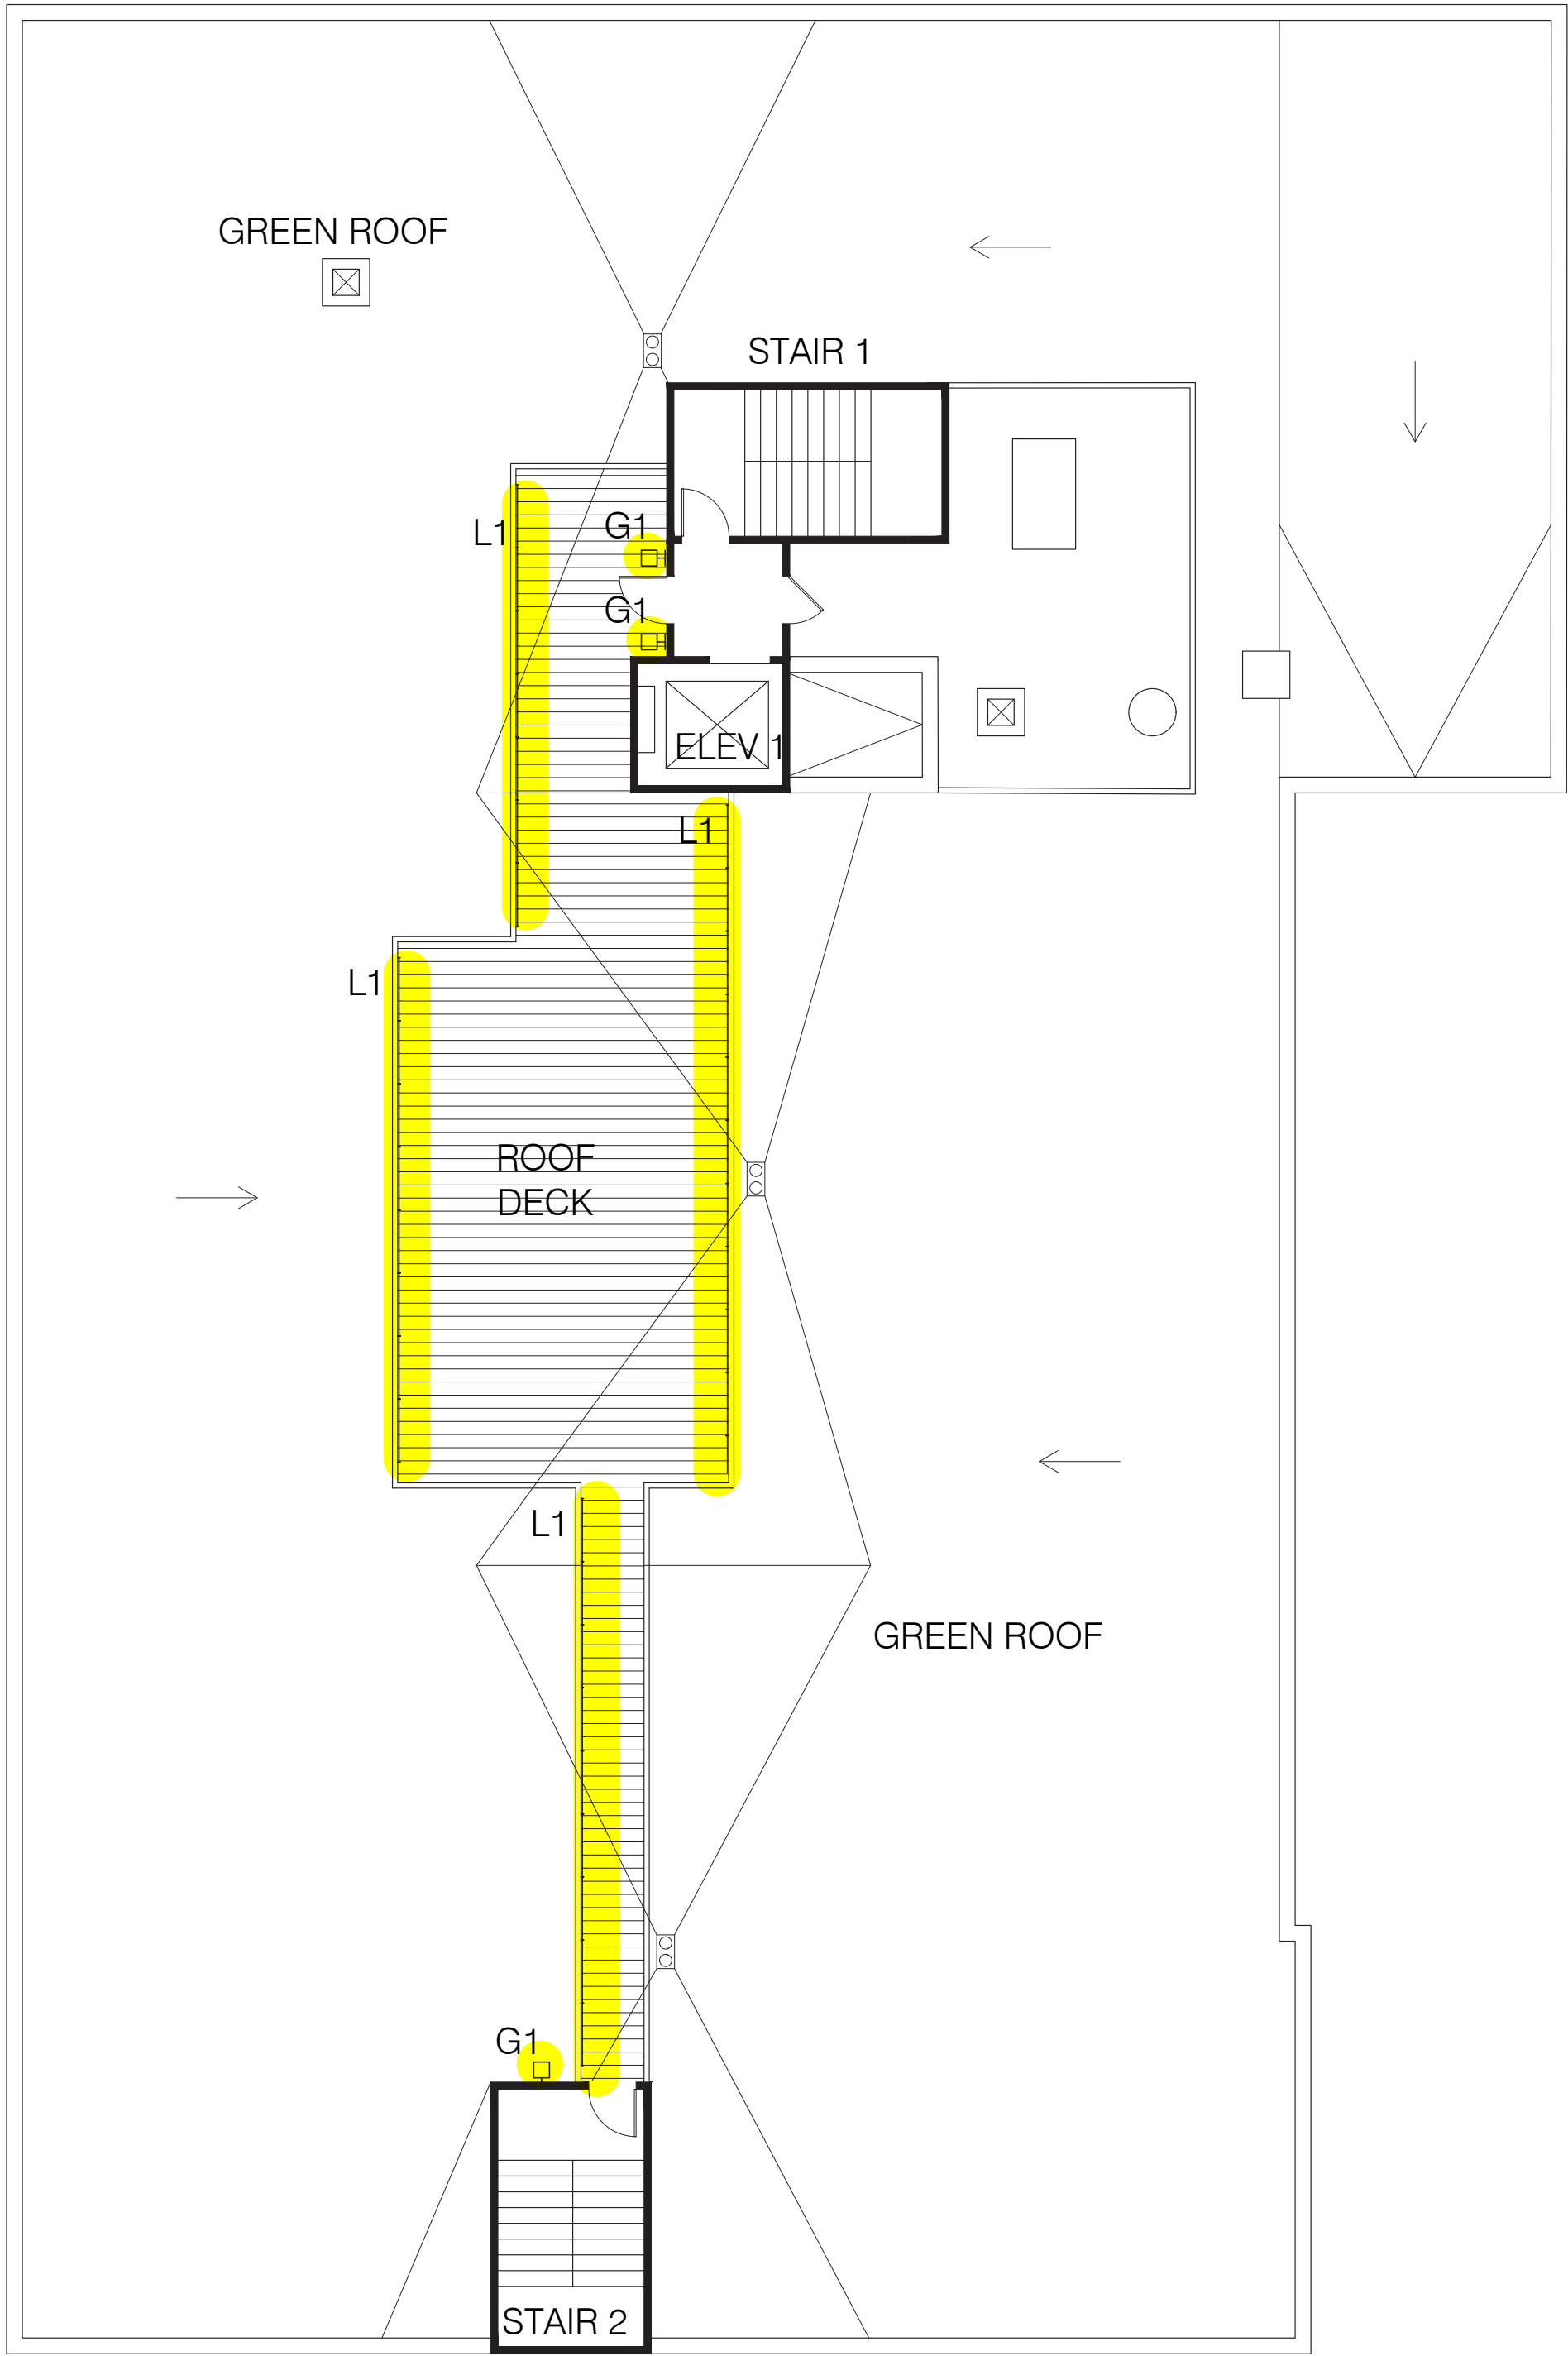 GREEN ROOF
STAIR 1
L1
G1
G1
ELEV 1
L1
L1
ROOF
DECK
L1
GREEN ROOF
G1
STAIR 2